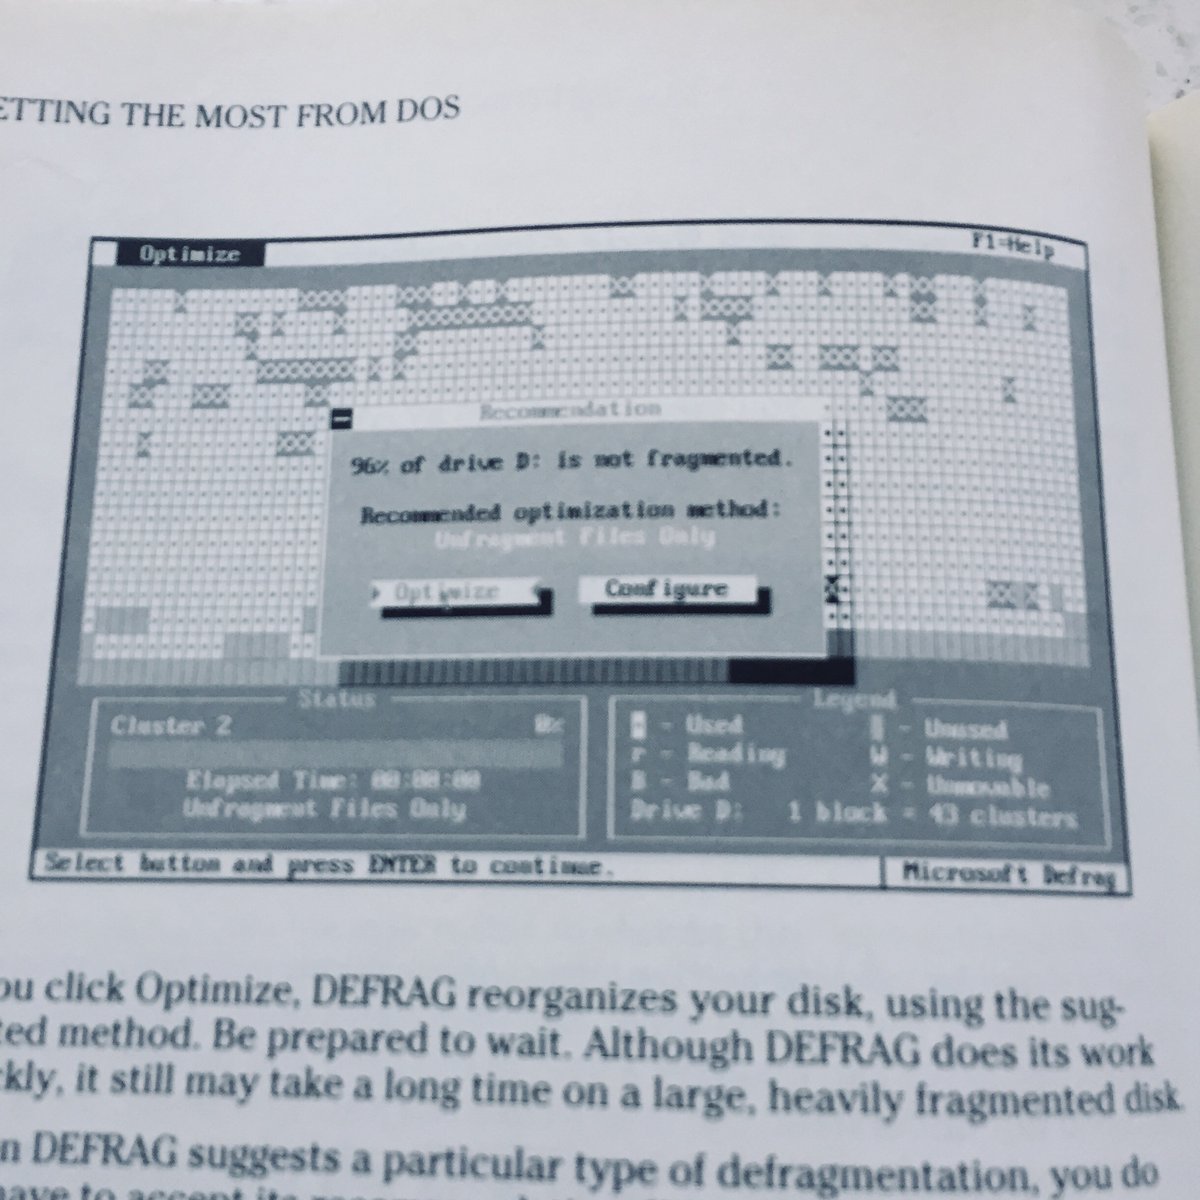 ETTING THE MOST FROM DOS
Optimize F1=Help
Recommendation
96% of drive D: is not fragmented.
Recommended optimization method:
Unfragment Files Only
Optimize Configure
Status
Cluster 2 0%
Elapsed Time: 00:00:00
Unfragment Files Only
Legend
- Used - Unused
r - Reading W - Writing
B - Bad X - Unmovable
Drive D: 1 block = 43 clusters
Select button and press ENTER to continue. Microsoft Defrag
ou click Optimize, DEFRAG reorganizes your disk, using the sug-
ted method. Be prepared to wait. Although DEFRAG does its work
kly, it still may take a long time on a large, heavily fragmented disk
n DEFRAG suggests a particular type of defragmentation, you do
have to accept its